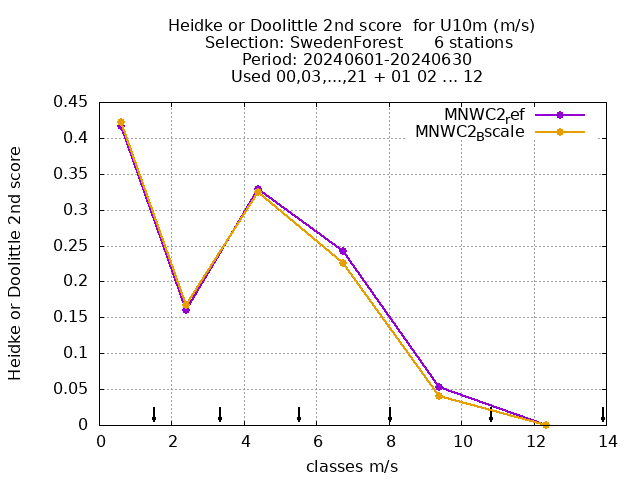 Heidke or Doolittle 2nd score  for U10m (m/s)
Selection: SwedenForest      6 stations
Period: 20240601-20240630
Used 00,03,...,21 + 01 02 ... 12
MNWC2ref
MNWC2Bscale
Heidke or Doolittle 2nd score
0.45
0.4
0.35
0.3
0.25
0.2
0.15
0.1
0.05
0
0 2 4 6 8 10 12 14
classes m/s